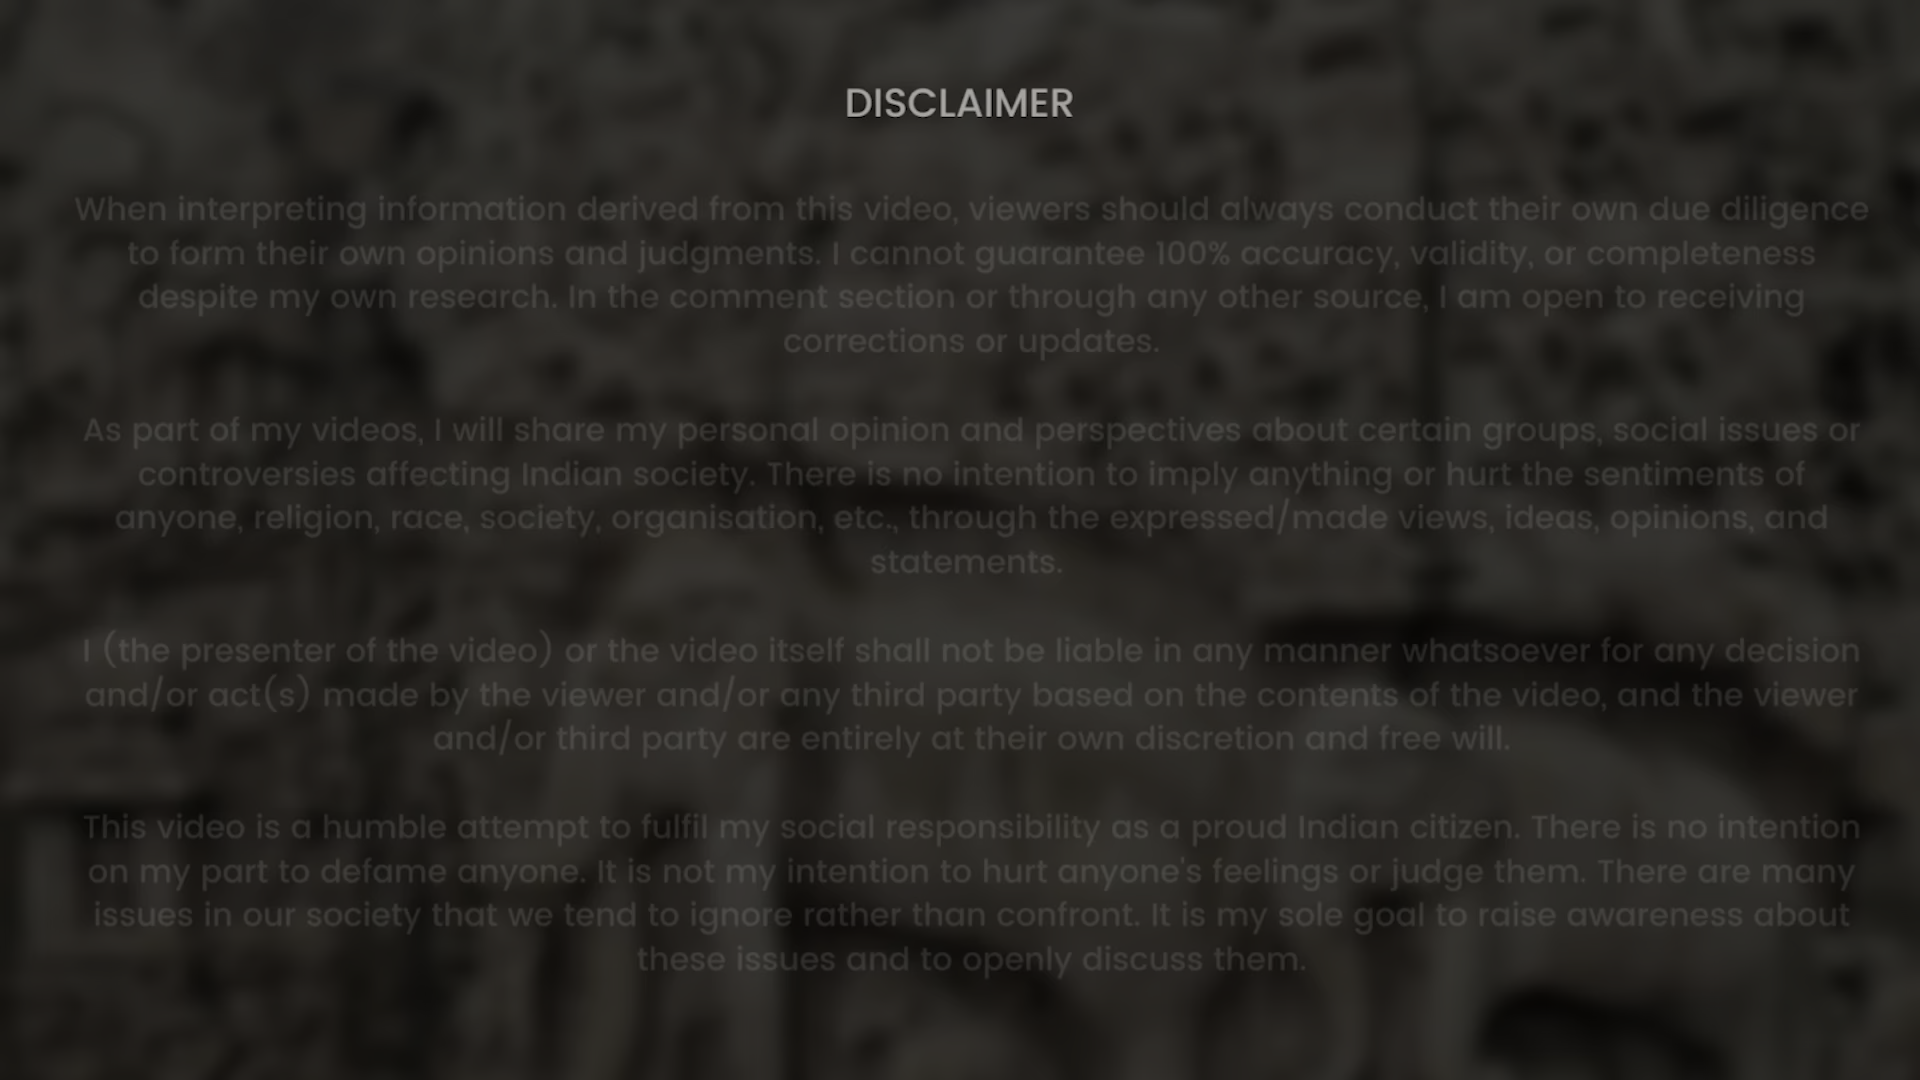 DISCLAIMER
When interpreting information derived from this video, viewers should always conduct their own due diligence
to form their own opinions and judgments. I cannot guarantee 100% accuracy, validity, or completeness
despite my own research. In the comment section or through any other source, I am open to receiving
corrections or updates.
As part of my videos, I will share my personal opinion and perspectives about certain groups, social issues or
controversies affecting Indian society. There is no intention to imply anything or hurt the sentiments of
anyone, religion, race, society, organisation, etc., through the expressed/made views, ideas, opinions, and
statements.
I (the presenter of the video) or the video itself shall not be liable in any manner whatsoever for any decision
and/or act(s) made by the viewer and/or any third party based on the contents of the video, and the viewer
and/or third party are entirely at their own discretion and free will.
This video is a humble attempt to fulfil my social responsibility as a proud Indian citizen. There is no intention
on my part to defame anyone. It is not my intention to hurt anyone's feelings or judge them. There are many
issues in our society that we tend to ignore rather than confront. It is my sole goal to raise awareness about
these issues and to openly discuss them.